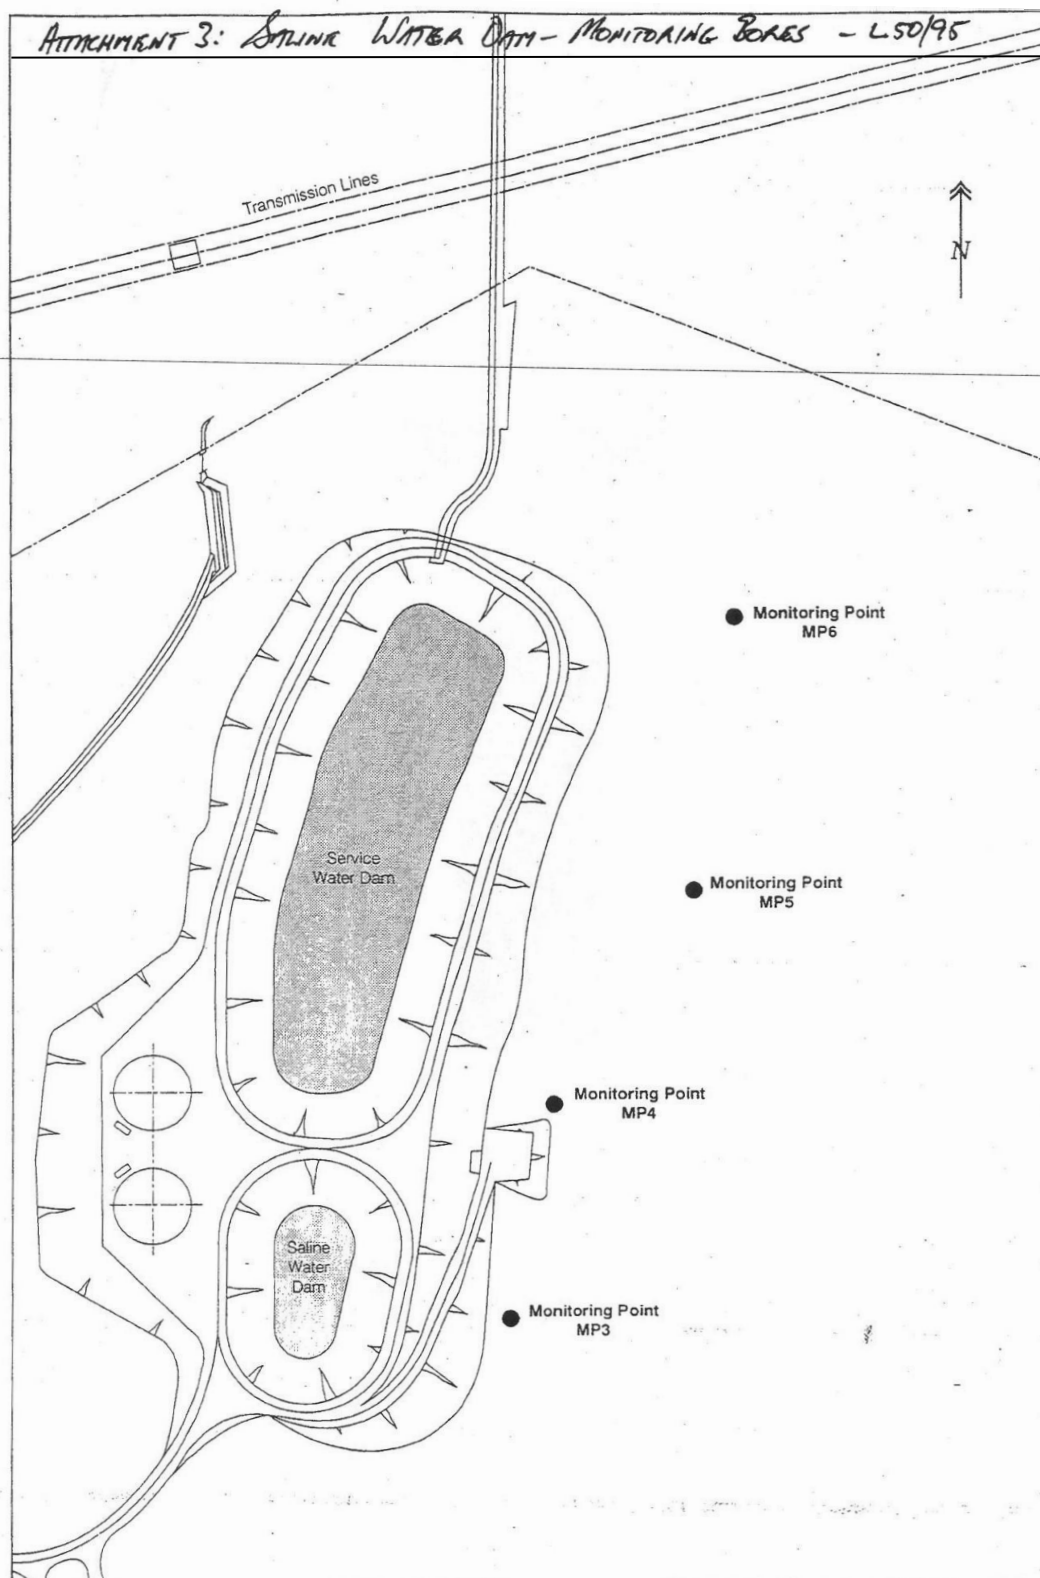 ATTACHMENT 3: SALINE WATER DAM - MONITORING BORES - L50/95
Transmission Lines
N
Monitoring Point
MP6
Service
Water Dam
Monitoring Point
MP5
Monitoring Point
MP4
Saline
Water
Dam
Monitoring Point
MP3